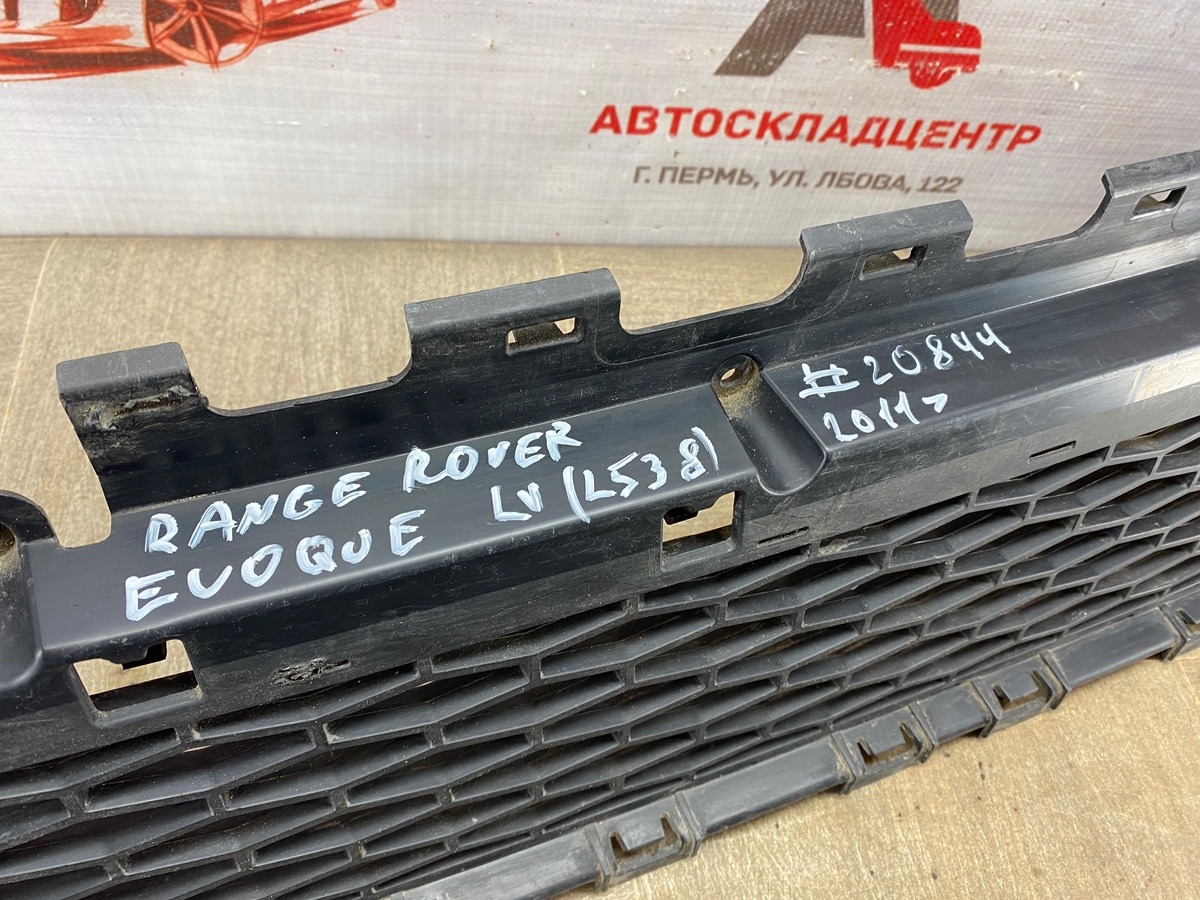 АВТОСКЛАДЦЕНТР
Г. ПЕРМЬ, УЛ. ЛБОВА, 122
#20844
2011>
RANGE ROVER
EVOQUE LV (L538)